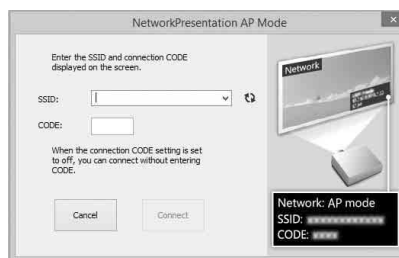 NetworkPresentation AP Mode
Enter the SSID and connection CODE
displayed on the screen.
SSID:
CODE:
When the connection CODE setting is set
to off, you can connect without entering
CODE.
Cancel
Connect
Network
Network: AP mode
SSID:
CODE: